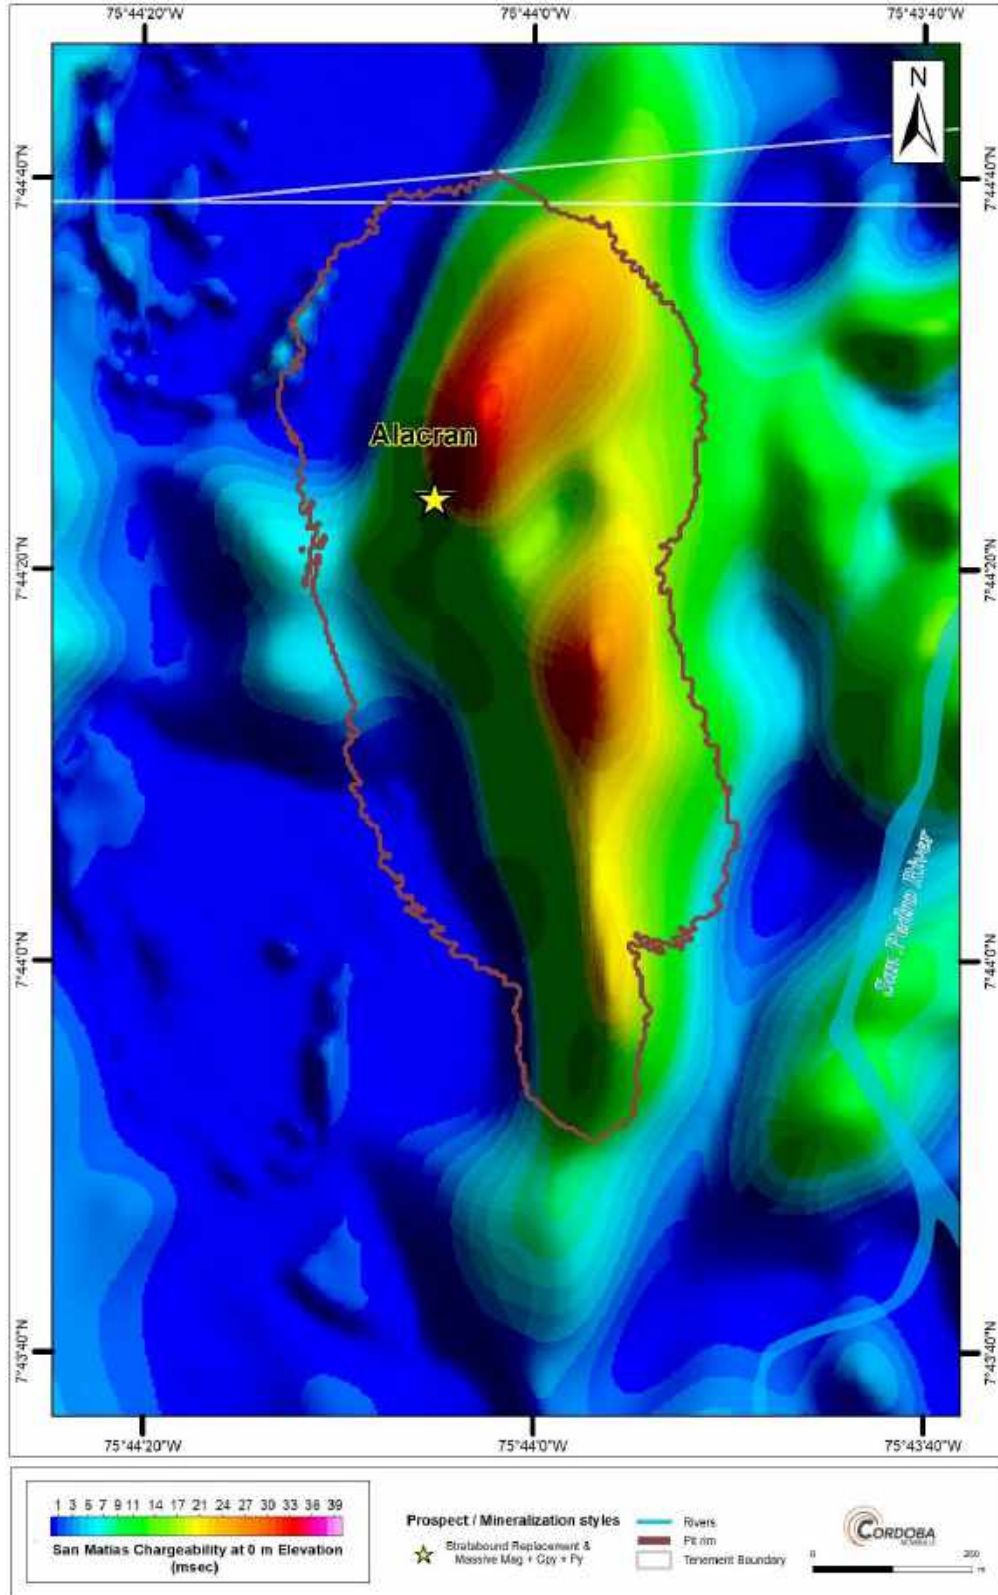 75°44'20"W 75°44'0"W 75°43'40"W
N
7°44'40"N 7°44'40"N
Alacran
7°44'20"N 7°44'20"N
San Pedro River
7°44'0"N 7°44'0"N
7°43'40"N 7°43'40"N
75°44'20"W 75°44'0"W 75°43'40"W
1 3 5 7 9 11 14 17 21 24 27 30 33 36 39
San Matias Chargeability at 0 m Elevation
(msec)
Prospect / Mineralization styles
Stratabound Replacement &
Massive Mag + Cpy + Py
Rivers
Pit rim
Tenement Boundary
CORDOBA
0 250
m